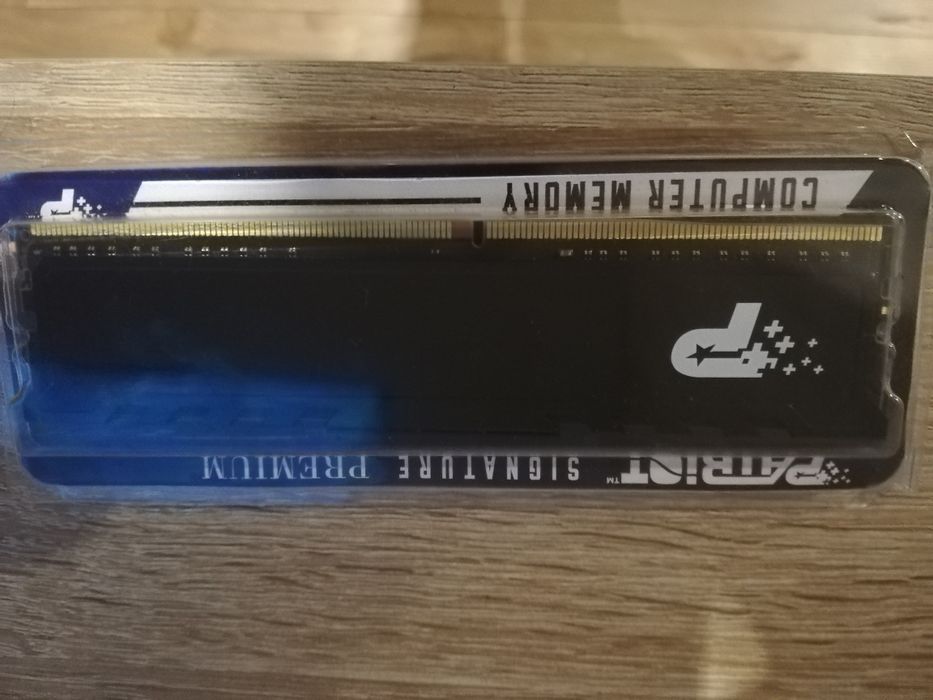 PATRiOT™ SIGNATURE PREMIUM
COMPUTER MEMORY